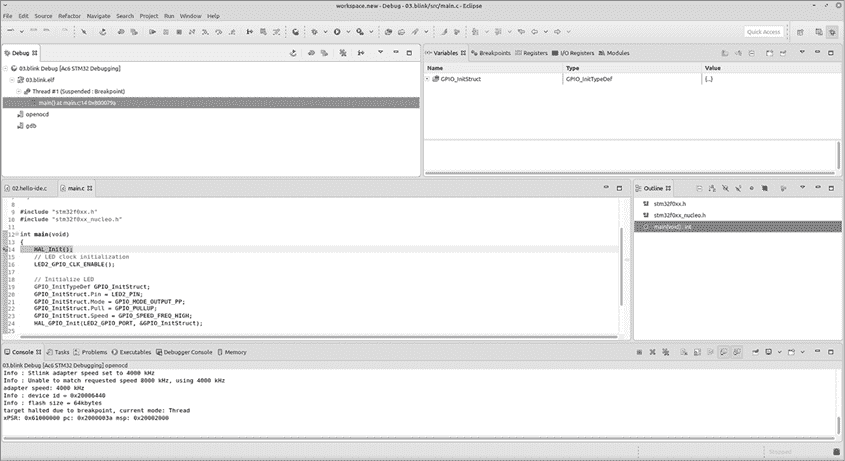 workspace.new - Debug - 03.blink/src/main.c - Eclipse
File Edit Source Refactor Navigate Search Project Run Window Help
Quick Access
Debug
03.blink Debug [Ac6 STM32 Debugging]
03.blink.elf
Thread #1 (Suspended : Breakpoint)
main() at main.c:14 0x800079a
openocd
gdb
Variables Breakpoints Registers I/O Registers Modules
Name Type Value
GPIO_InitStruct GPIO_InitTypeDef {...}
02.hello-ide.c main.c
8
9 #include "stm32f0xx.h"
10 #include "stm32f0xx_nucleo.h"
11
12 int main(void)
13 {
14 HAL_Init();
15 // LED clock initialization
16 LED2_GPIO_CLK_ENABLE();
17
18 // Initialize LED
19 GPIO_InitTypeDef GPIO_InitStruct;
20 GPIO_InitStruct.Pin = LED2_PIN;
21 GPIO_InitStruct.Mode = GPIO_MODE_OUTPUT_PP;
22 GPIO_InitStruct.Pull = GPIO_PULLUP;
23 GPIO_InitStruct.Speed = GPIO_SPEED_FREQ_HIGH;
24 HAL_GPIO_Init(LED2_GPIO_PORT, &GPIO_InitStruct);
25
Outline
stm32f0xx.h
stm32f0xx_nucleo.h
main(void) : int
Console Tasks Problems Executables Debugger Console Memory
03.blink Debug [Ac6 STM32 Debugging] openocd
Info : Stlink adapter speed set to 4000 kHz
Info : Unable to match requested speed 8000 kHz, using 4000 kHz
adapter speed: 4000 kHz
Info : device id = 0x20006440
Info : flash size = 64kbytes
target halted due to breakpoint, current mode: Thread
xPSR: 0x61000000 pc: 0x2000003a msp: 0x20002000